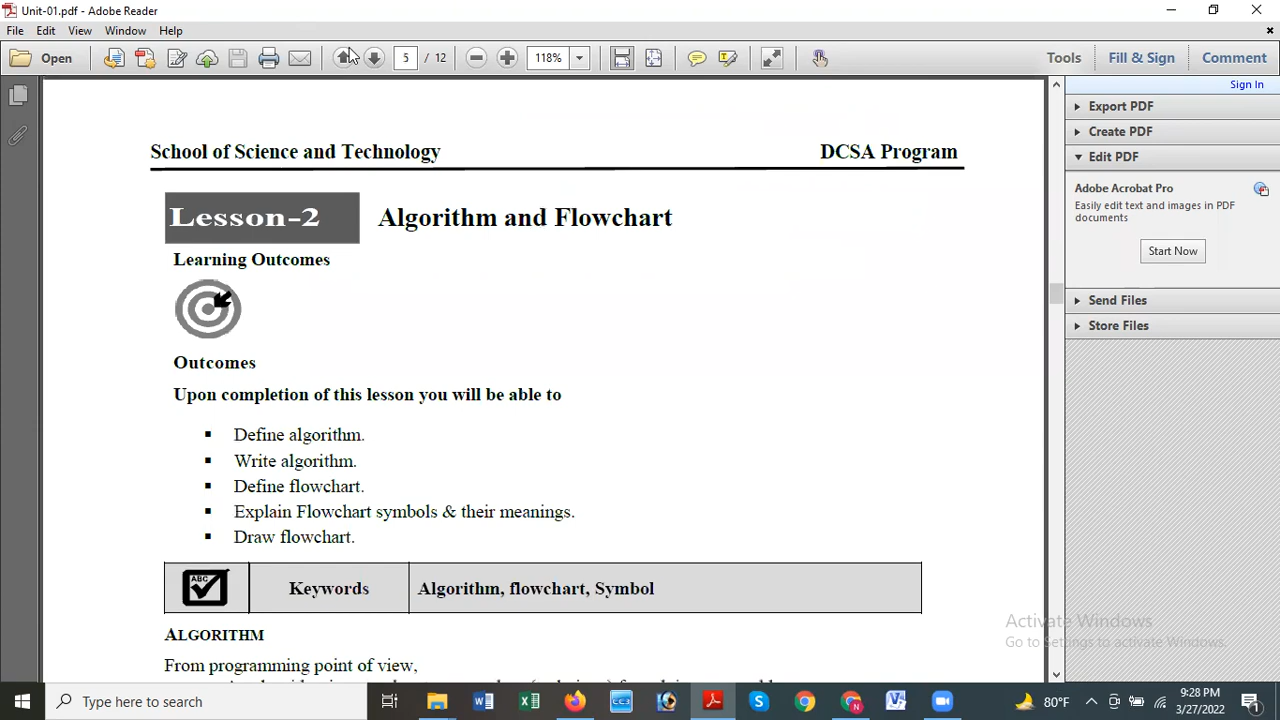 Unit-01.pdf - Adobe Reader
File Edit View Window Help
Open 5 / 12 118% Tools Fill & Sign Comment
Sign In
Export PDF
Create PDF
Edit PDF
Adobe Acrobat Pro
Easily edit text and images in PDF
documents
Start Now
Send Files
Store Files
School of Science and Technology DCSA Program
Lesson-2 Algorithm and Flowchart
Learning Outcomes
Outcomes
Upon completion of this lesson you will be able to
▪ Define algorithm.
▪ Write algorithm.
▪ Define flowchart.
▪ Explain Flowchart symbols & their meanings.
▪ Draw flowchart.
ABC Keywords Algorithm, flowchart, Symbol
ALGORITHM
From programming point of view,
Activate Windows
Go to Settings to activate Windows.
Type here to search 80°F 9:28 PM
3/27/2022